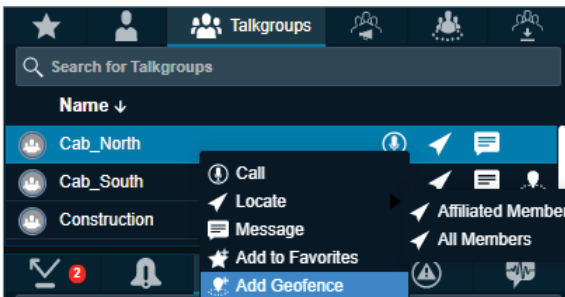 Talkgroups
Search for Talkgroups
Name ↓
Cab_North
Call
Cab_South
Locate
Affiliated Member
Construction
Message
All Members
Add to Favorites
2
Add Geofence